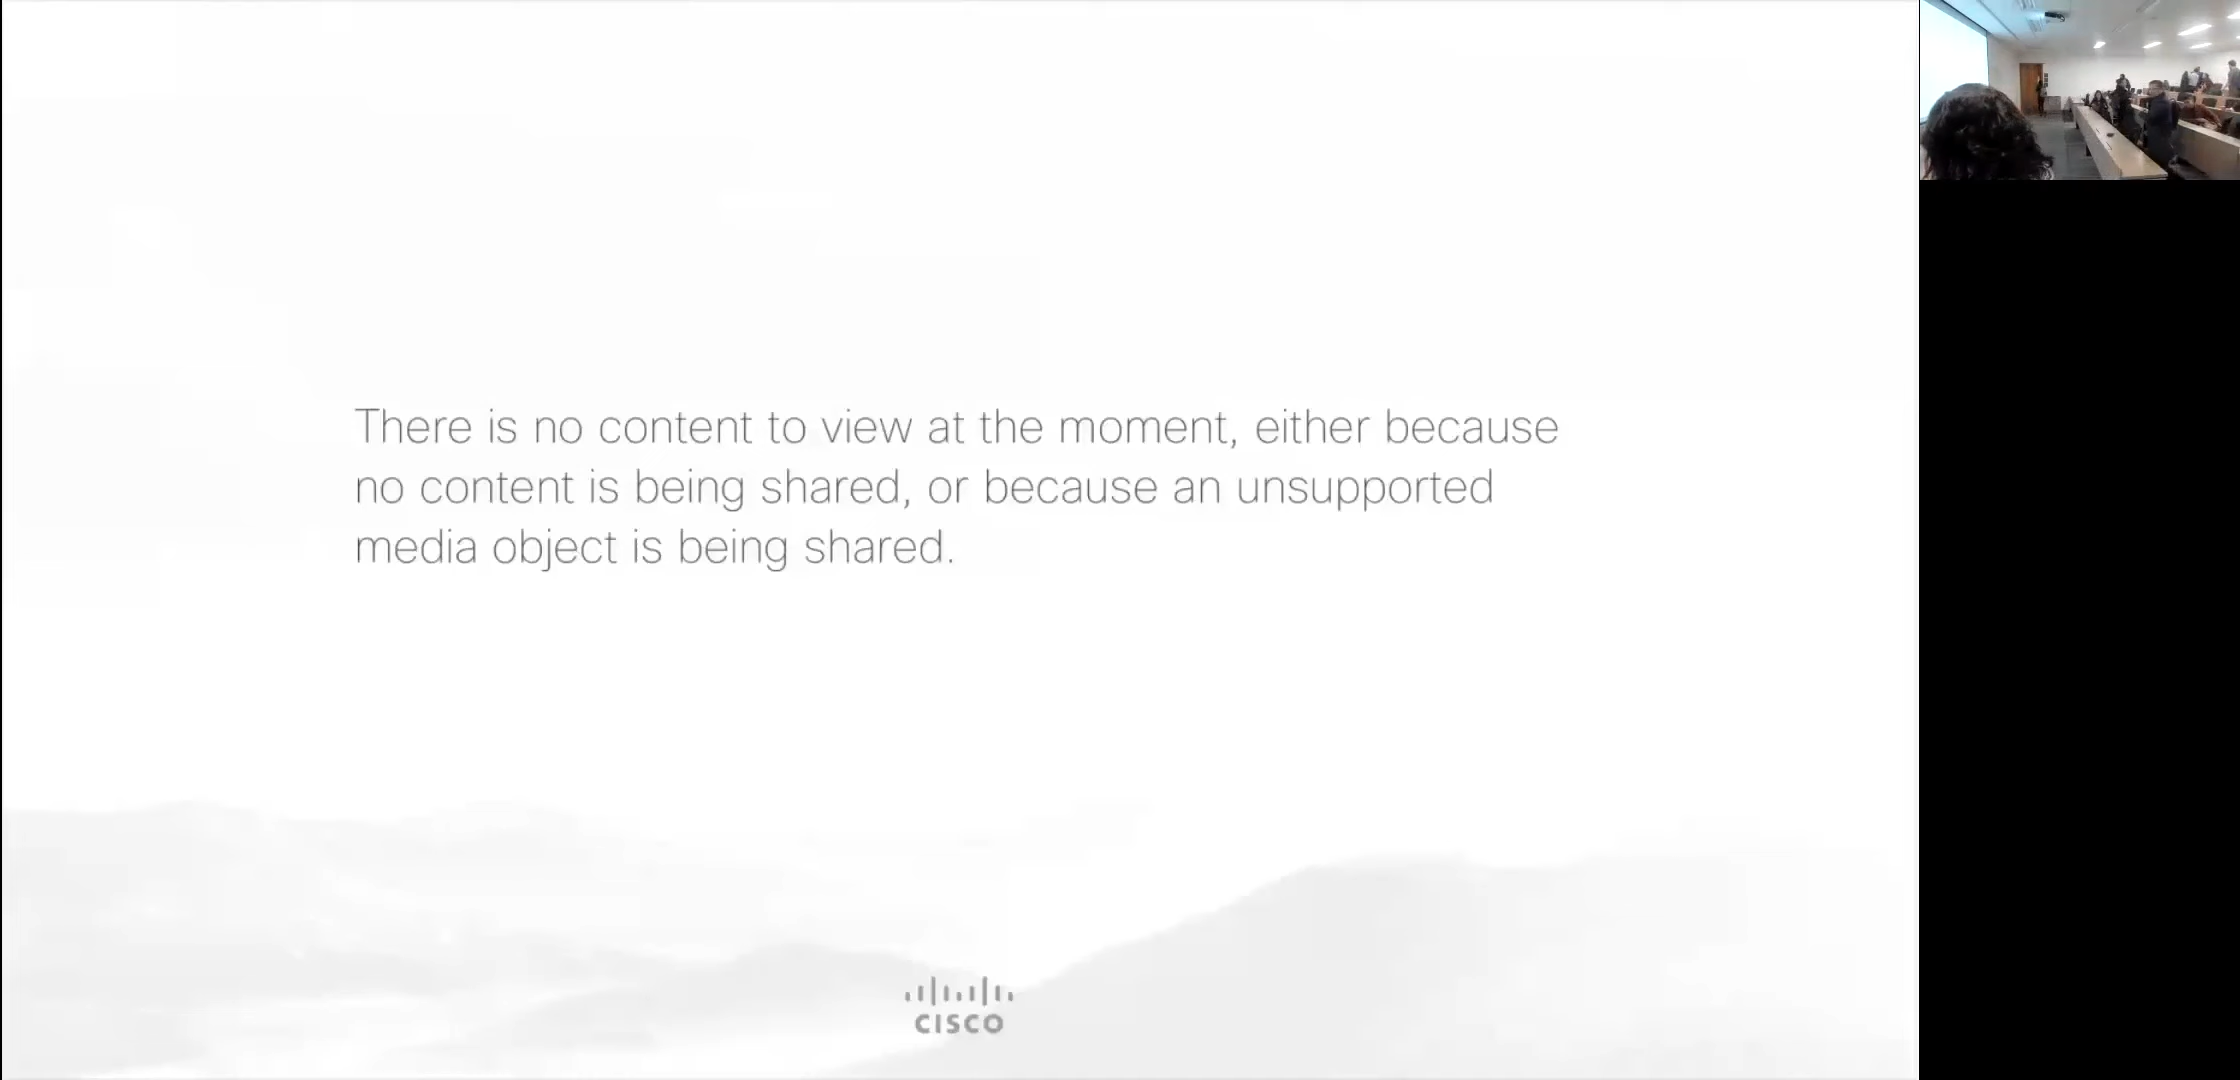 There is no content to view at the moment, either because
no content is being shared, or because an unsupported
media object is being shared.
CISCO